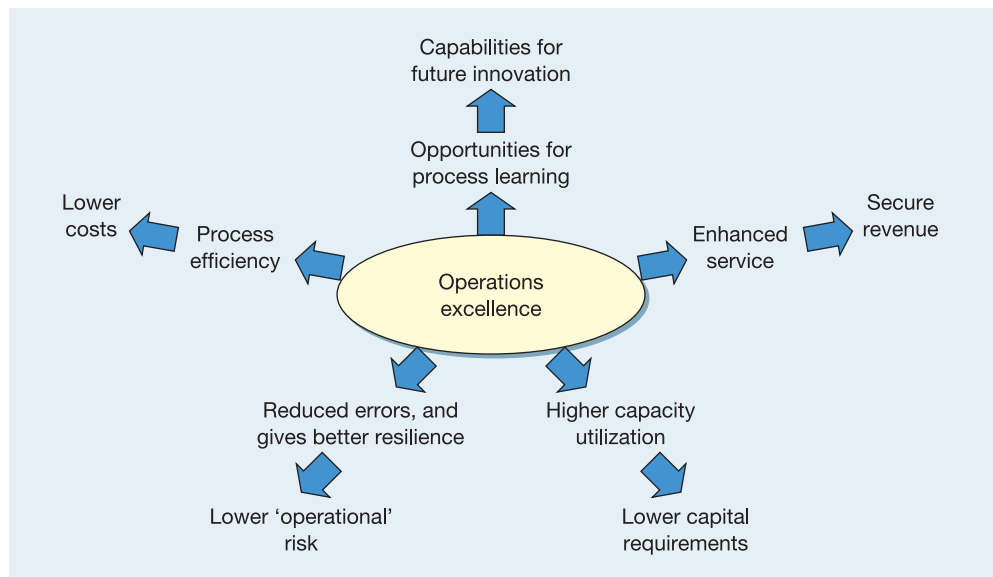 Capabilities for
future innovation
Opportunities for
process learning
Lower
costs
Process
efficiency
Operations
excellence
Enhanced
service
Secure
revenue
Reduced errors, and
gives better resilience
Higher capacity
utilization
Lower ‘operational’
risk
Lower capital
requirements